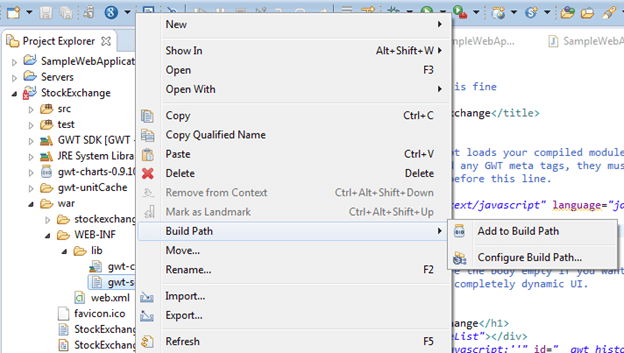 Project Explorer
SampleWebApplicat
Servers
StockExchange
src
test
GWT SDK [GWT -
JRE System Librar
gwt-charts-0.9.10
gwt-unitCache
war
stockexchang
WEB-INF
lib
gwt-c
gwt-s
web.xml
favicon.ico
StockExchan
StockExchan
New
Show In Alt+Shift+W
Open F3
Open With
Copy Ctrl+C
Copy Qualified Name
Paste Ctrl+V
Delete Delete
Remove from Context Ctrl+Alt+Shift+Down
Mark as Landmark Ctrl+Alt+Shift+Up
Build Path
Move...
Rename... F2
Import...
Export...
Refresh F5
Add to Build Path
Configure Build Path...
SampleWebAp...
SampleWebA
is fine
xchange</title>
pt loads your compiled module
d any GWT meta tags, they mus
before this line.
ext/javascript" language="ja
e the body empty if you want
completely dynamic UI.
hange</h1>
eList"></div>
avascript:''" id="__gwt_histo